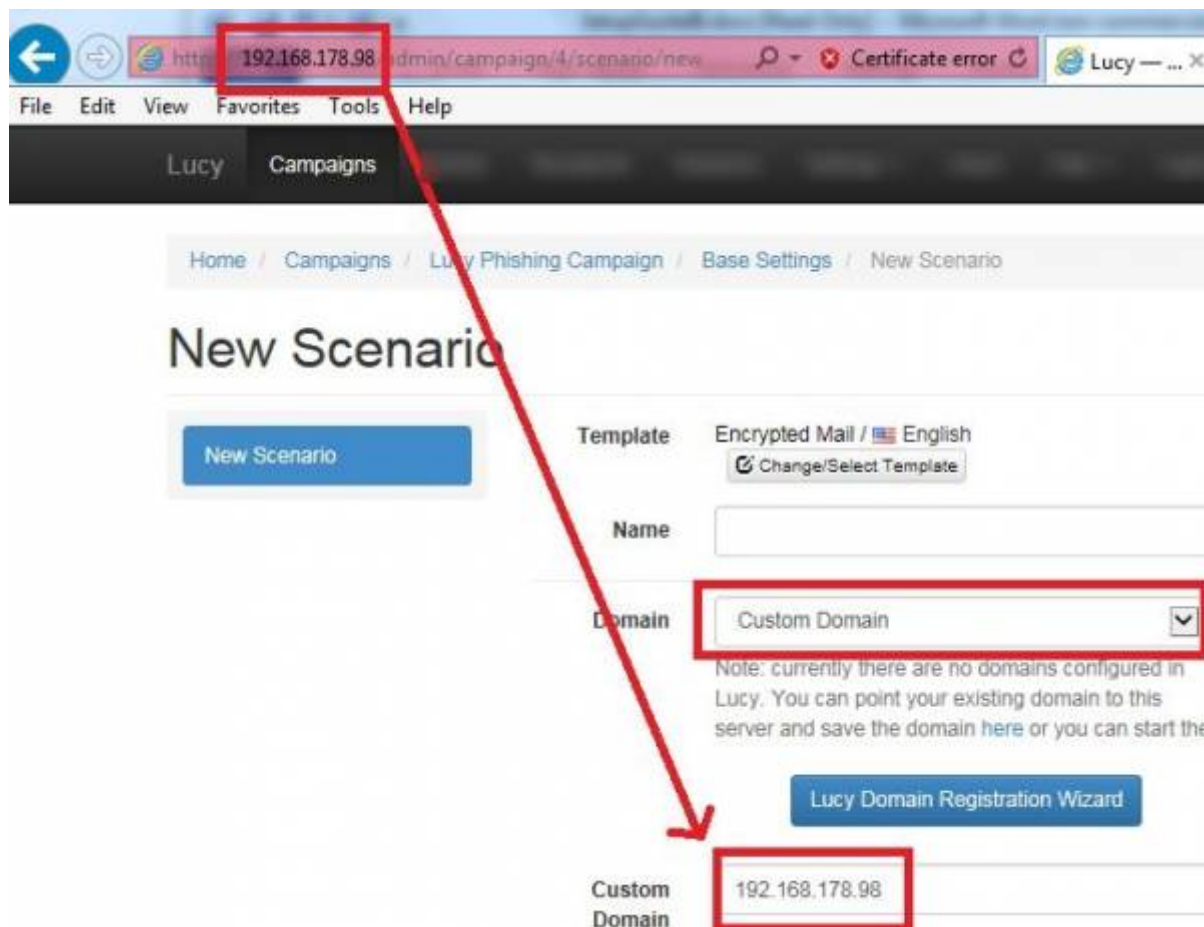 192.168.178.98/admin/campaign/4/scenario/new
Certificate error
Lucy — ...
File Edit View Favorites Tools Help
Lucy Campaigns
Home / Campaigns / Lucy Phishing Campaign / Base Settings / New Scenario
New Scenario
New Scenario
Template
Encrypted Mail / English
Change/Select Template
Name
Domain
Custom Domain
Note: currently there are no domains configured in
Lucy. You can point your existing domain to this
server and save the domain here or you can start the
Lucy Domain Registration Wizard
Custom
Domain
192.168.178.98